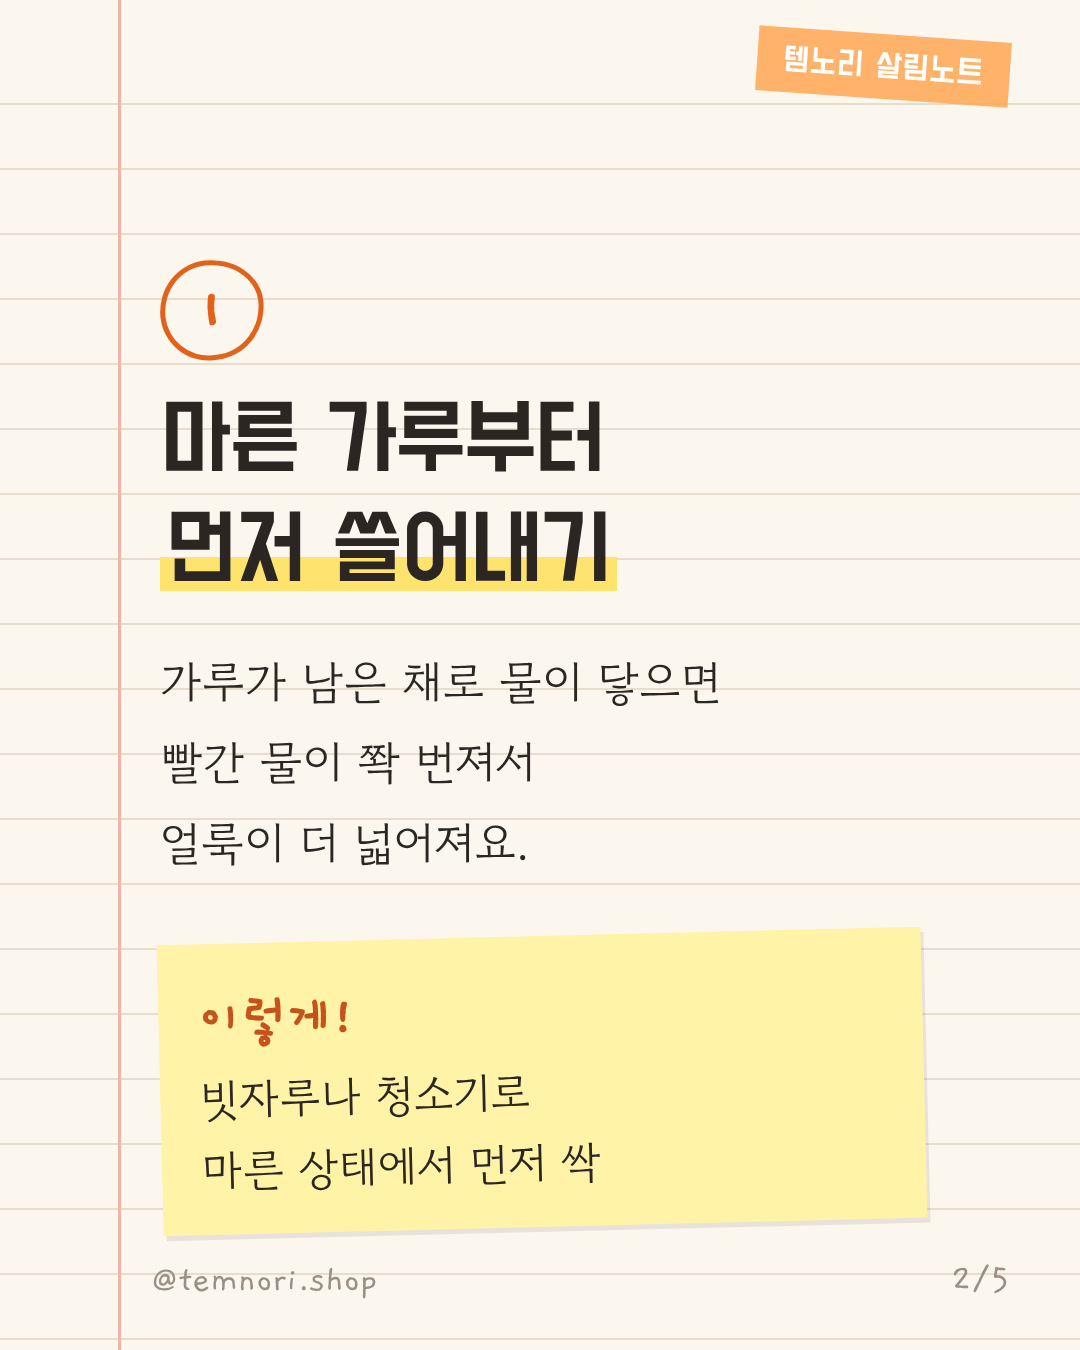 템노리 살림노트
1
마른 가루부터
먼저 쓸어내기
가루가 남은 채로 물이 닿으면
빨간 물이 쫙 번져서
얼룩이 더 넓어져요.
이렇게!
빗자루나 청소기로
마른 상태에서 먼저 싹
@temnori.shop
2/5